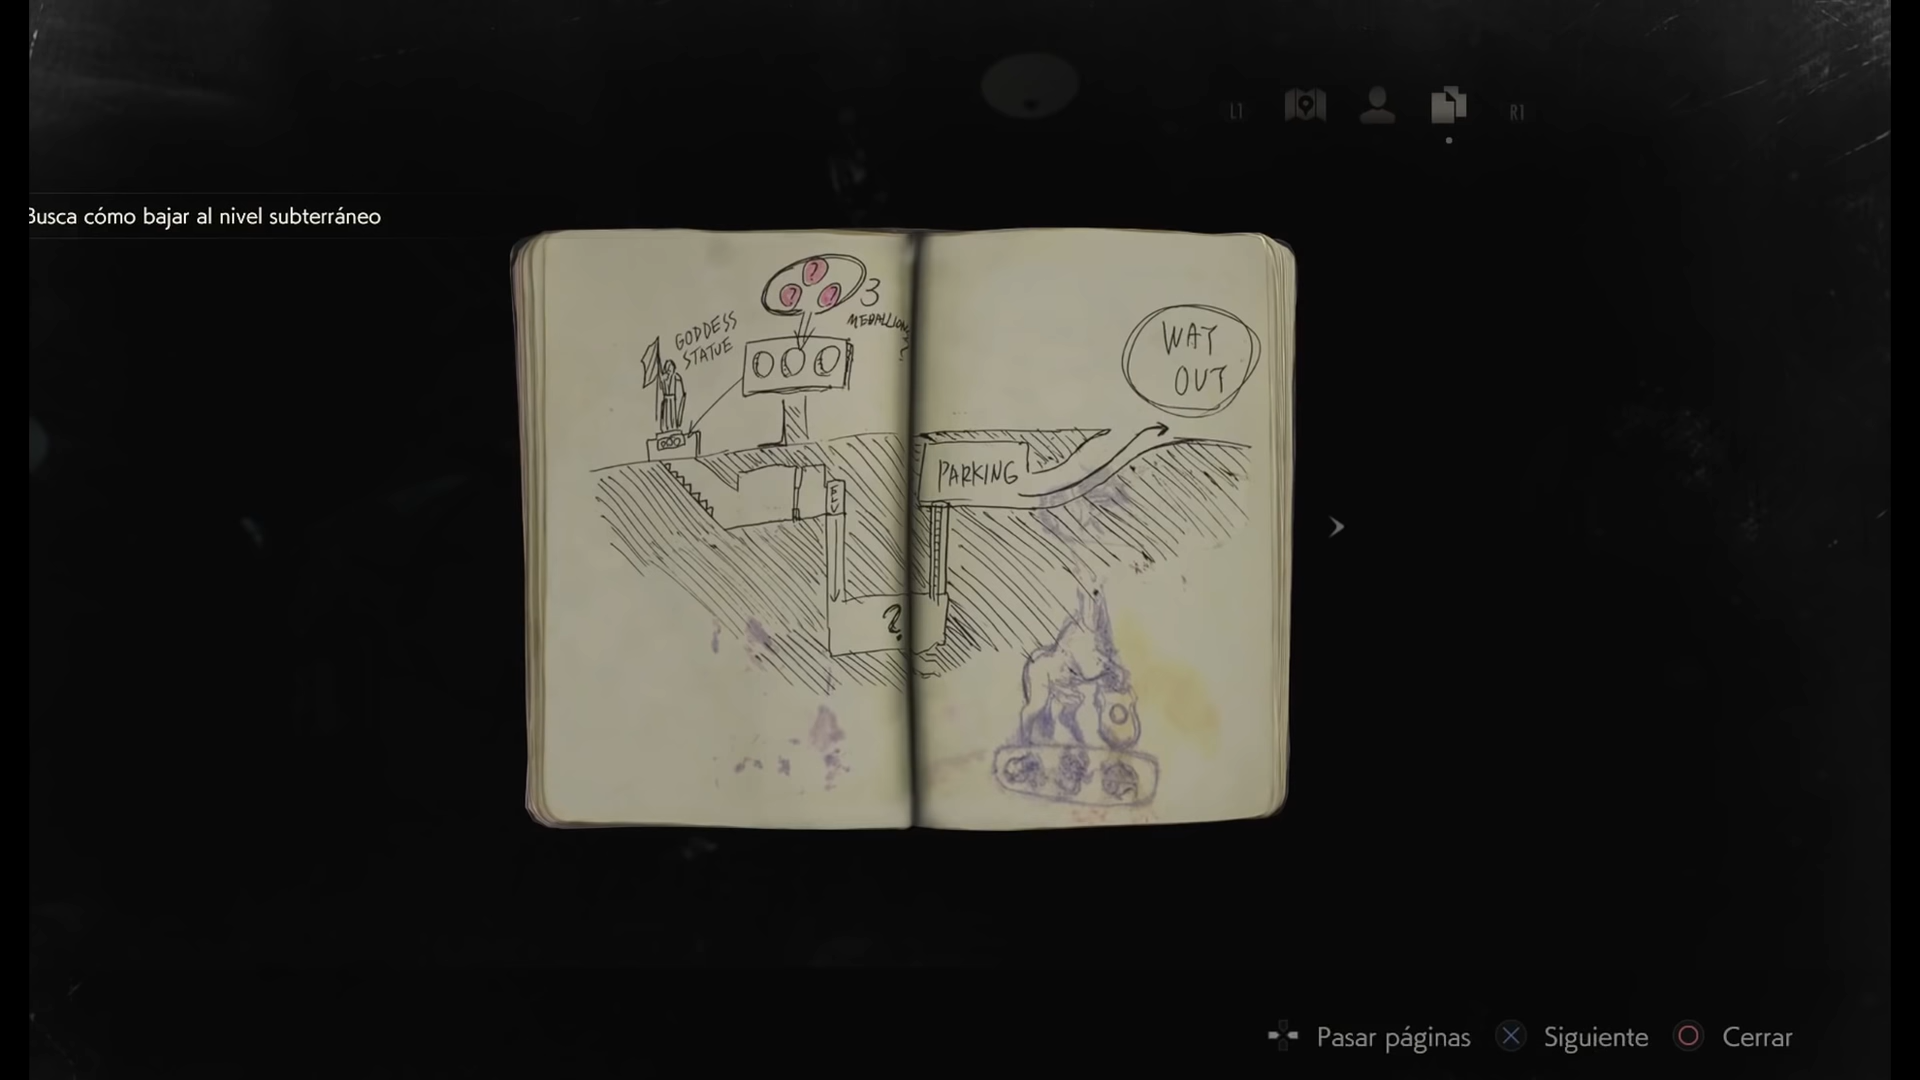 L1
R1
Busca cómo bajar al nivel subterráneo
? ? ?
3
MEDALLIONS
GODDESS
STATUE
WAY
OUT
PARKING
ELV
?
Pasar páginas
Siguiente
Cerrar